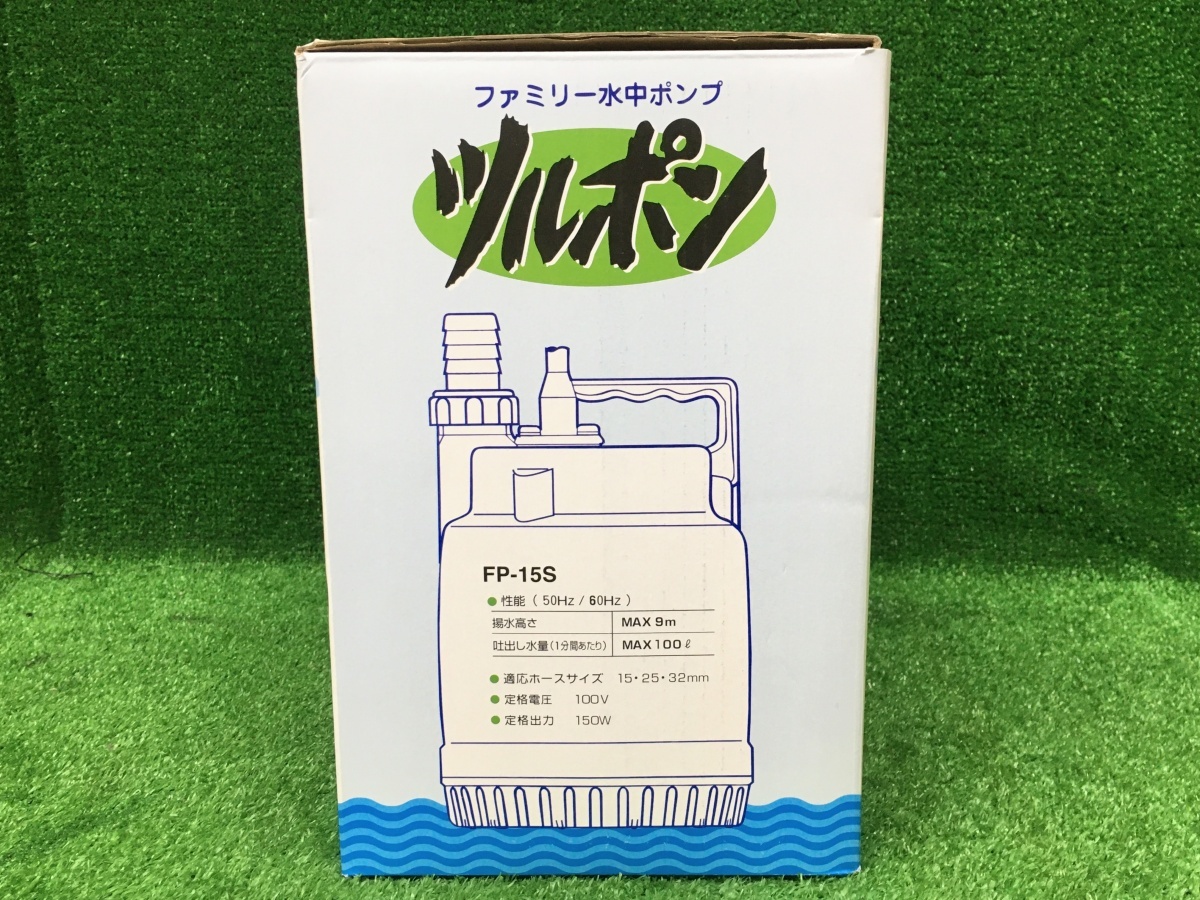 ファミリー水中ポンプ
ツルポン
FP-15S
●性能（50Hz/60Hz）
揚水高さ MAX 9m
吐出し水量（1分間あたり） MAX 100ℓ
●適応ホースサイズ 15・25・32mm
●定格電圧 100V
●定格出力 150W